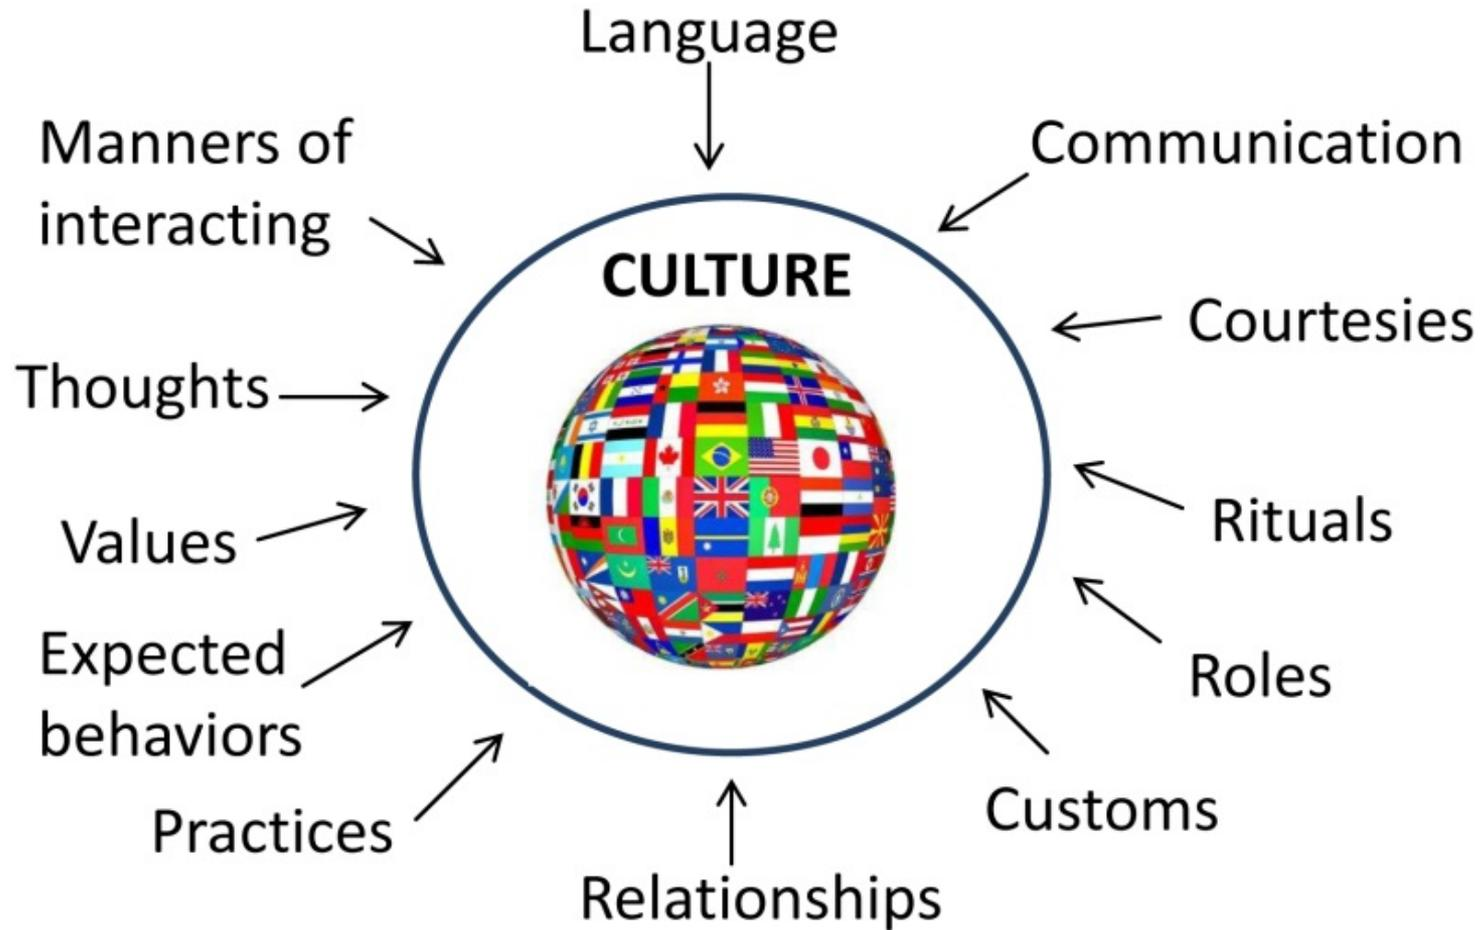 Language
Manners of
interacting
Communication
CULTURE
Courtesies
Thoughts
Rituals
Values
Expected
behaviors
Roles
Practices
Customs
Relationships